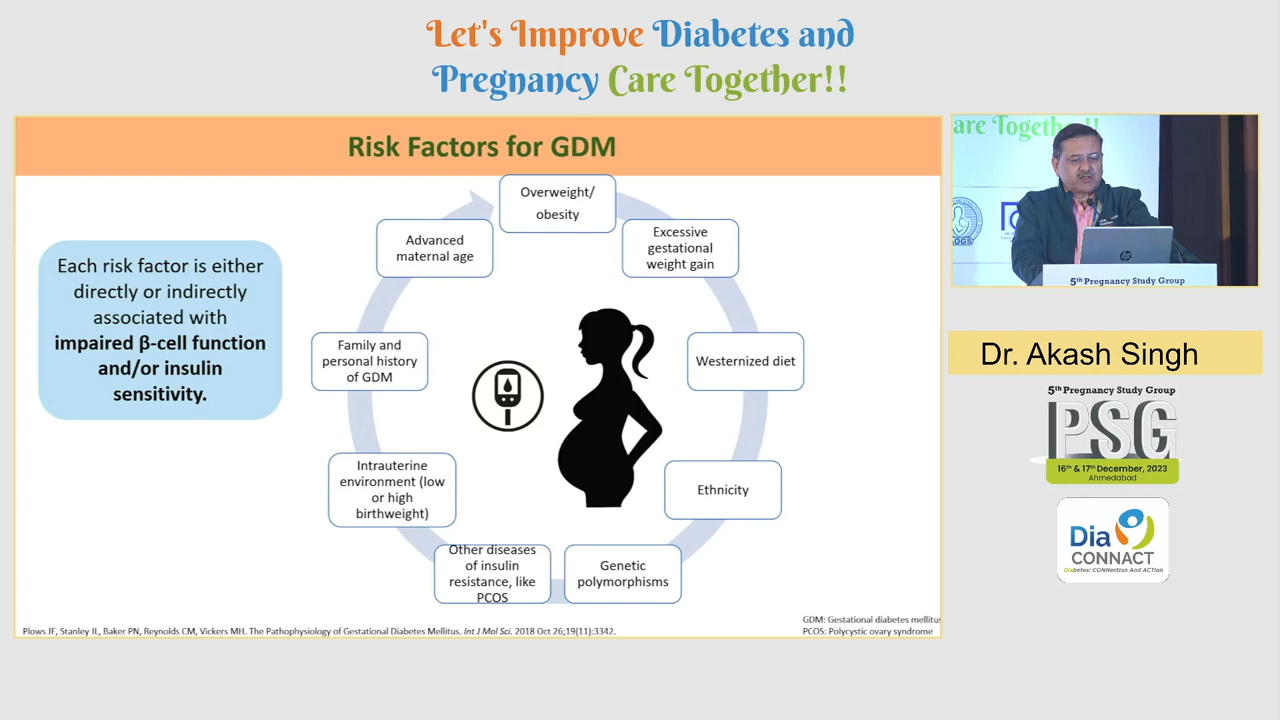 Let's Improve Diabetes and
Pregnancy Care Together!!
Risk Factors for GDM
Each risk factor is either
directly or indirectly
associated with
impaired β-cell function
and/or insulin
sensitivity.
Overweight/
obesity
Excessive
gestational
weight gain
Westernized diet
Ethnicity
Genetic
polymorphisms
Other diseases
of insulin
resistance, like
PCOS
Intrauterine
environment (low
or high
birthweight)
Family and
personal history
of GDM
Advanced
maternal age
Plows JF, Stanley JL, Baker PN, Reynolds CM, Vickers MH. The Pathophysiology of Gestational Diabetes Mellitus. Int J Mol Sci. 2018 Oct 26;19(11):3342.
GDM: Gestational diabetes mellitus
PCOS: Polycystic ovary syndrome
are Together!!
OGS
hp
5th Pregnancy Study Group
Dr. Akash Singh
5th Pregnancy Study Group
PSG
16th & 17th December, 2023
Ahmedabad
Dia
CONNACT
Diabetes: CONNection And ACTion